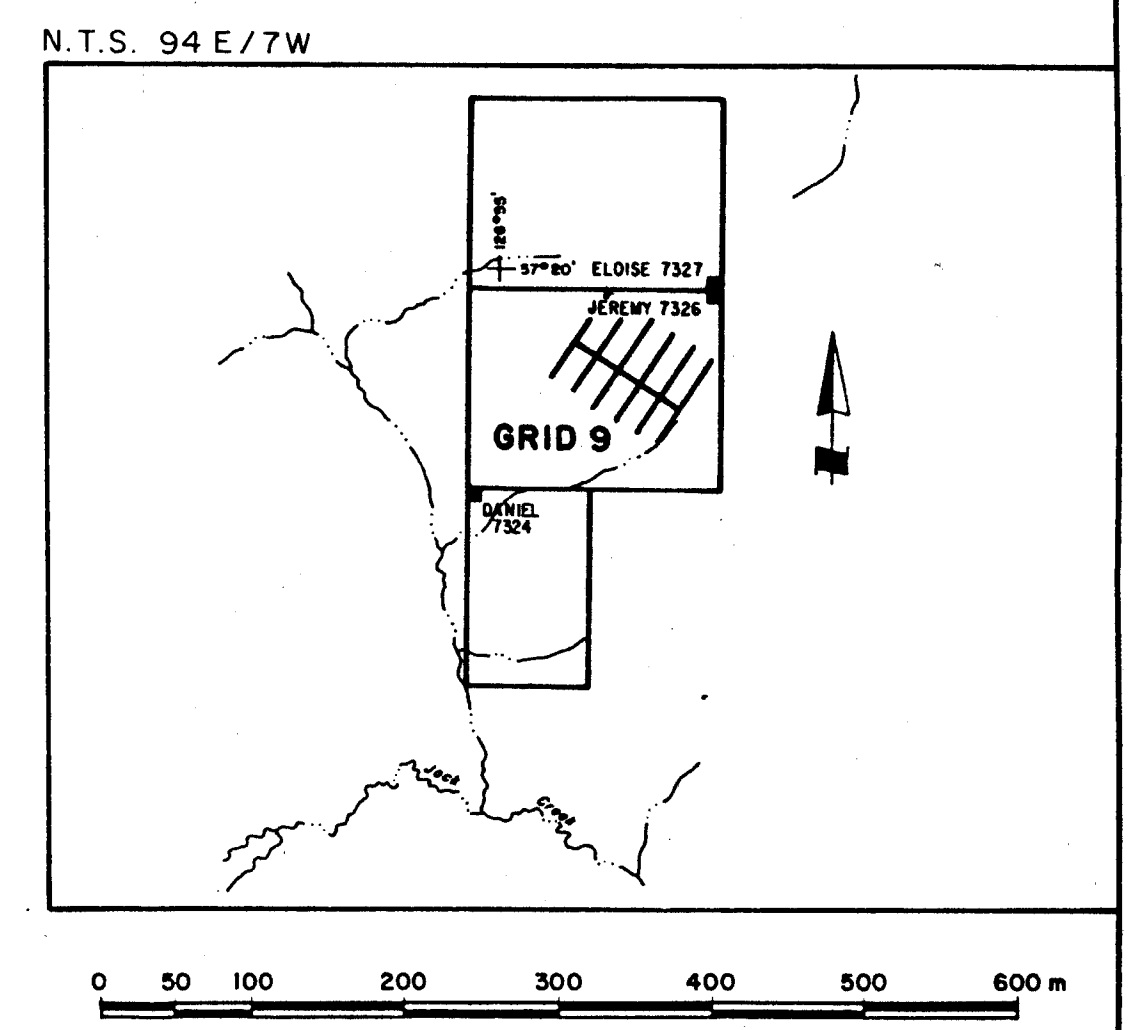 N.T.S. 94 E/7W
126°55'
57°20' ELOISE 7327
JEREMY 7326
GRID 9
DANIEL
7324
Jock
Creek
0 50 100 200 300 400 500 600 m